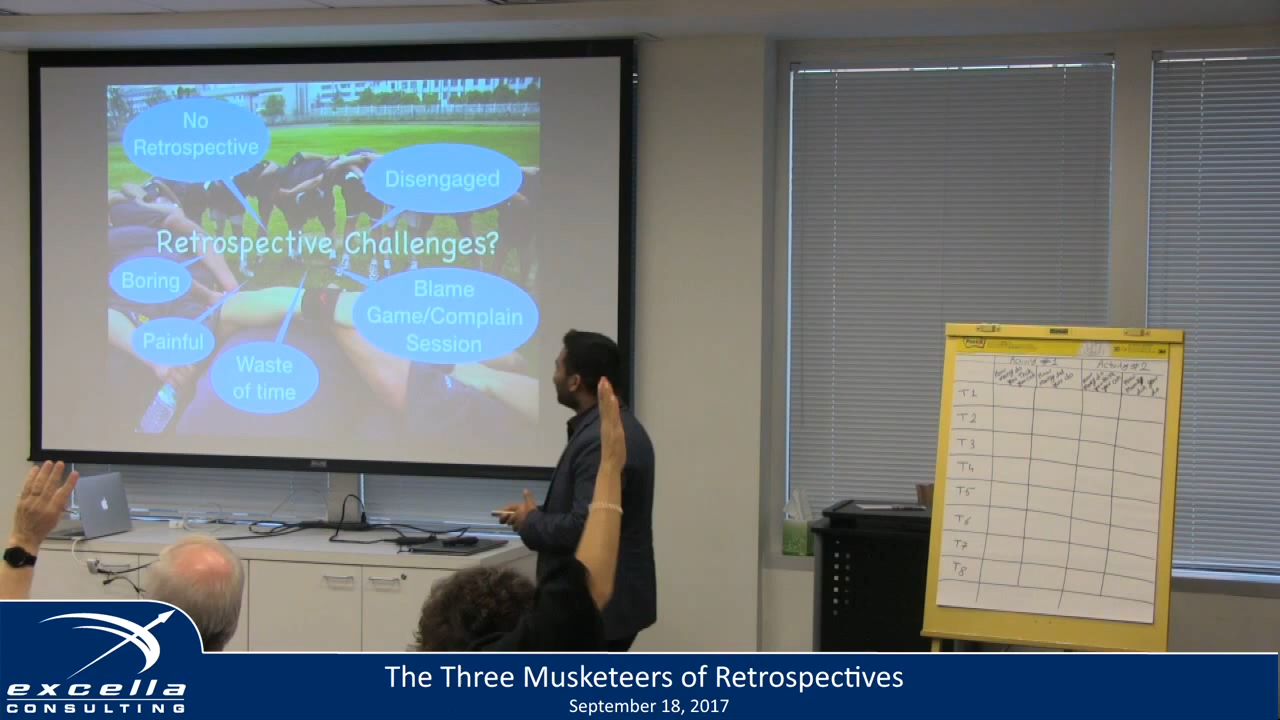 No
Retrospective
Disengaged
Retrospective Challenges?
Boring
Blame
Game/Complain
Session
Painful
Waste
of time
Activity #1
Activity #2
T1
T2
T3
T4
T5
T6
T7
T8
excella
CONSULTING
The Three Musketeers of Retrospectives
September 18, 2017